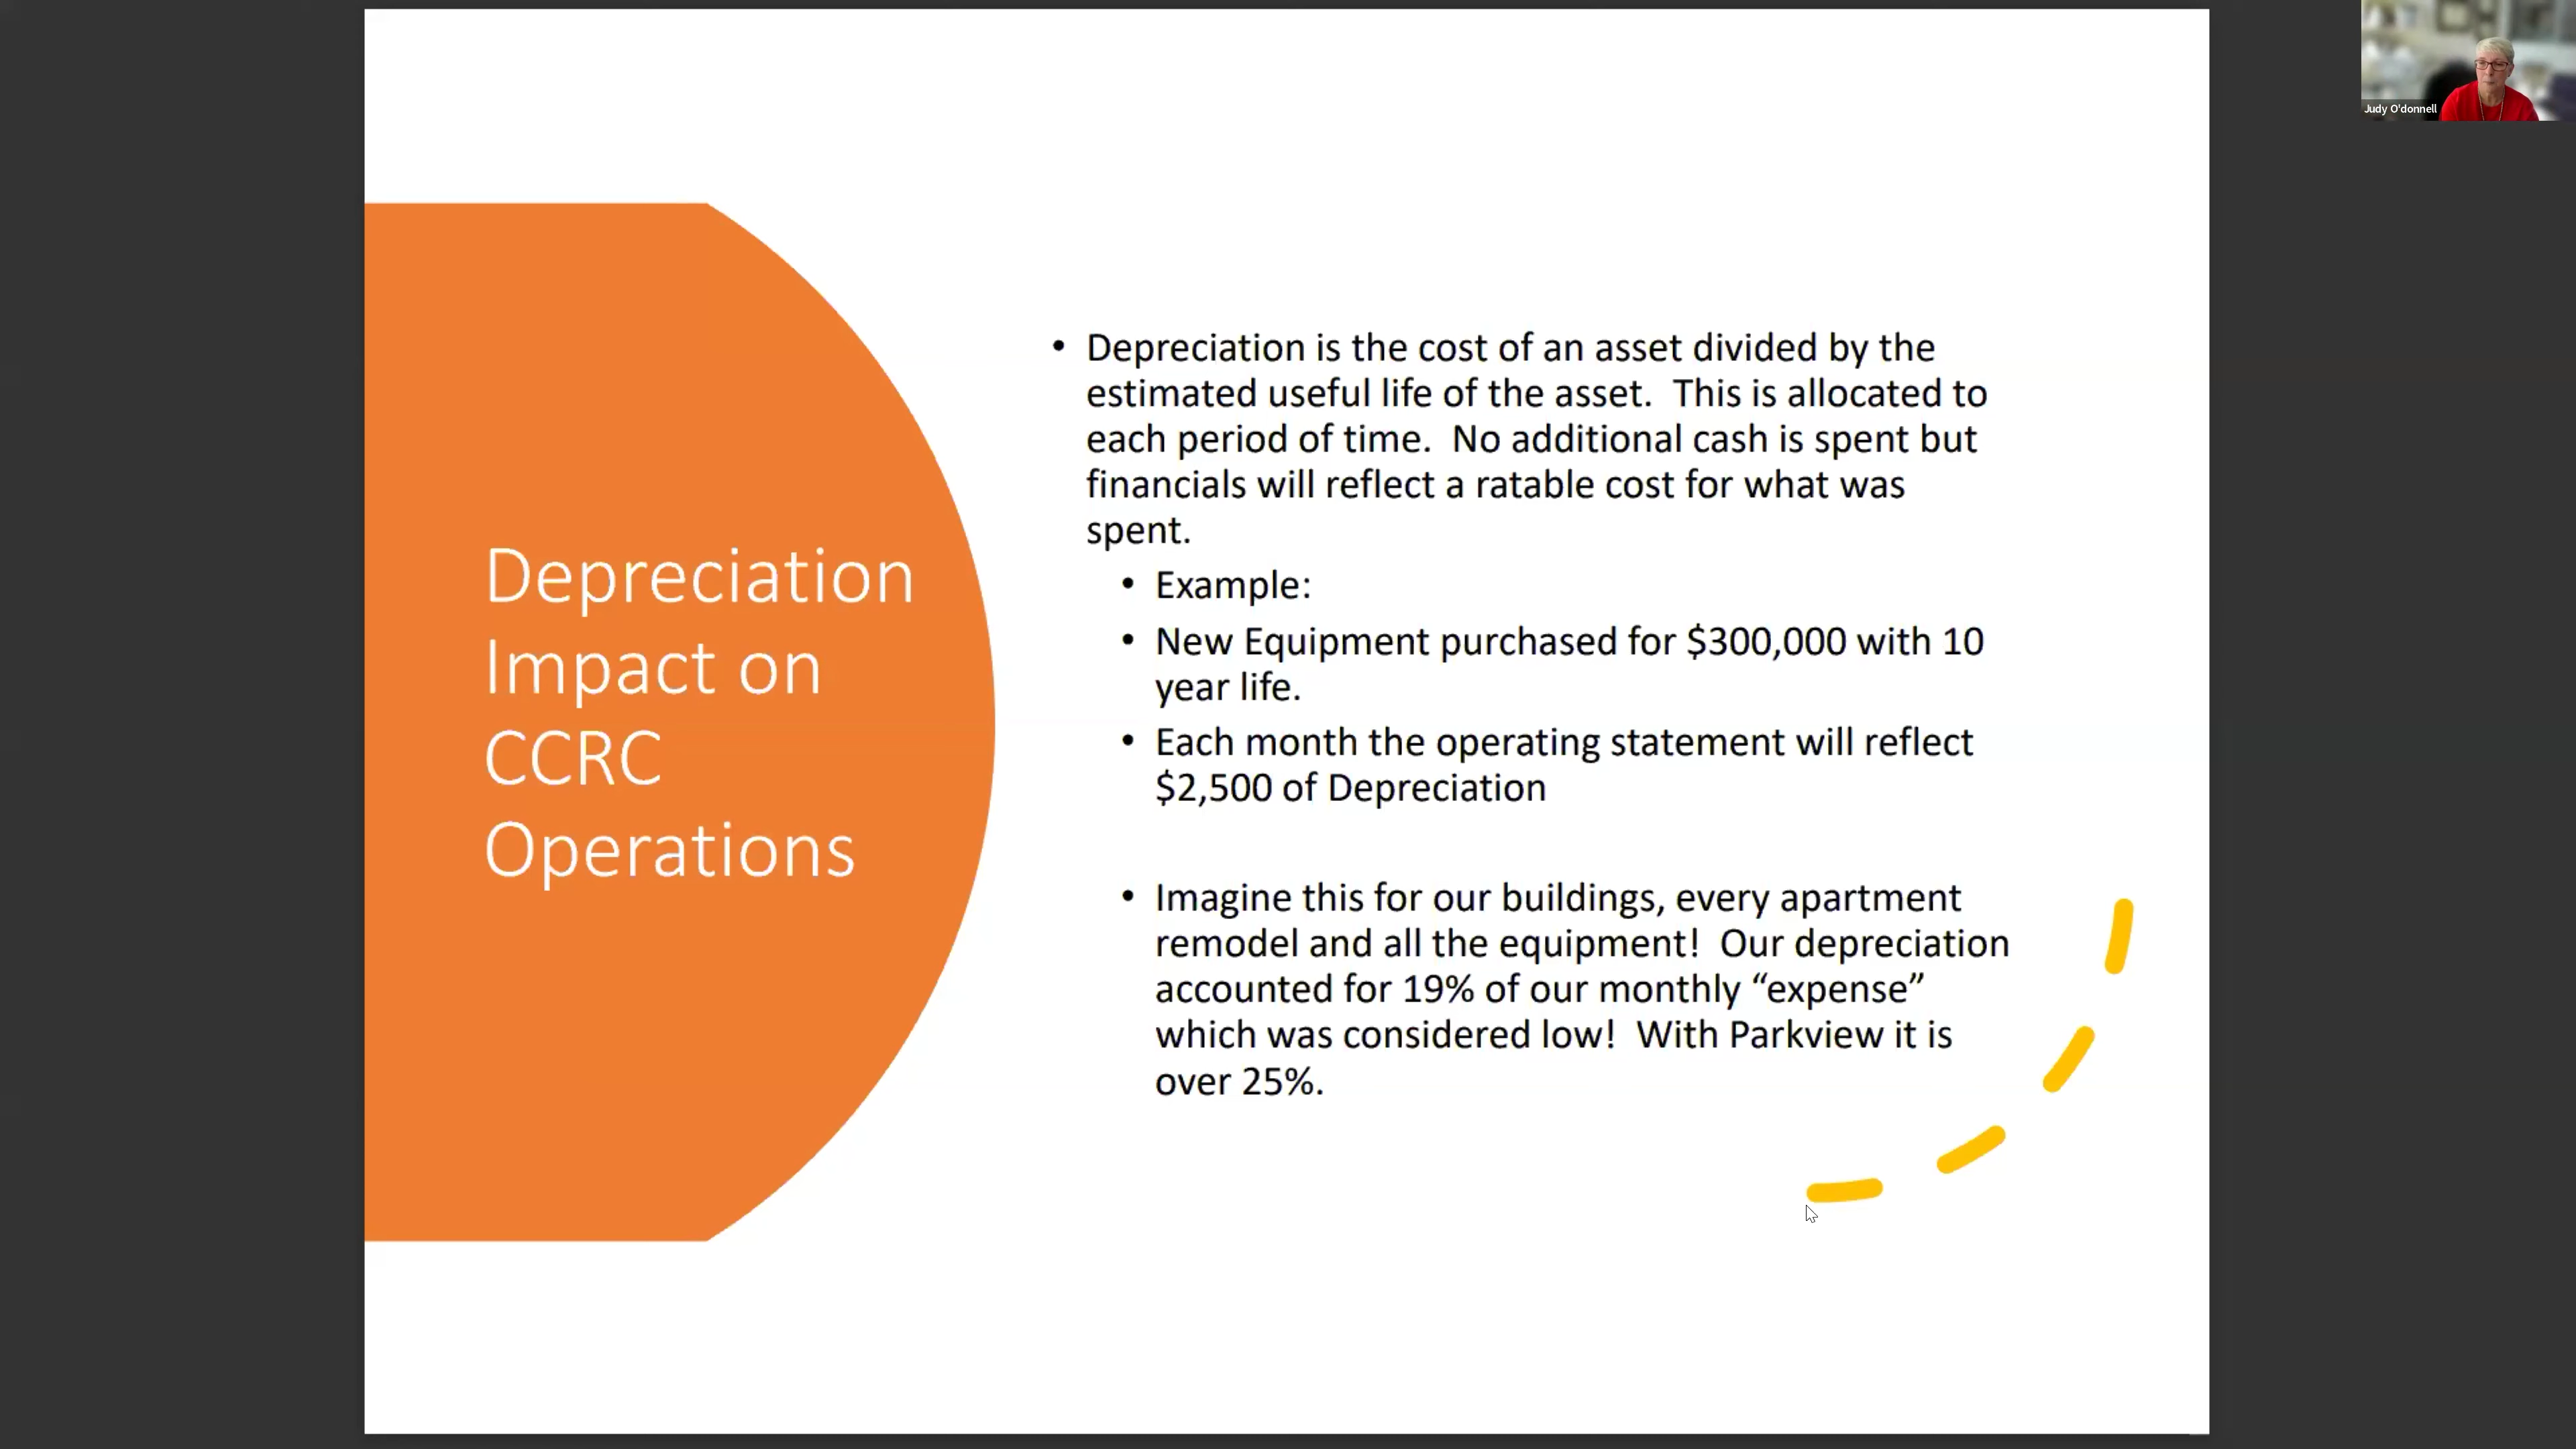 Judy O'donnell
Depreciation
Impact on
CCRC
Operations
• Depreciation is the cost of an asset divided by the
estimated useful life of the asset.  This is allocated to
each period of time.  No additional cash is spent but
financials will reflect a ratable cost for what was
spent.
• Example:
• New Equipment purchased for $300,000 with 10
year life.
• Each month the operating statement will reflect
$2,500 of Depreciation
• Imagine this for our buildings, every apartment
remodel and all the equipment!  Our depreciation
accounted for 19% of our monthly “expense”
which was considered low!  With Parkview it is
over 25%.